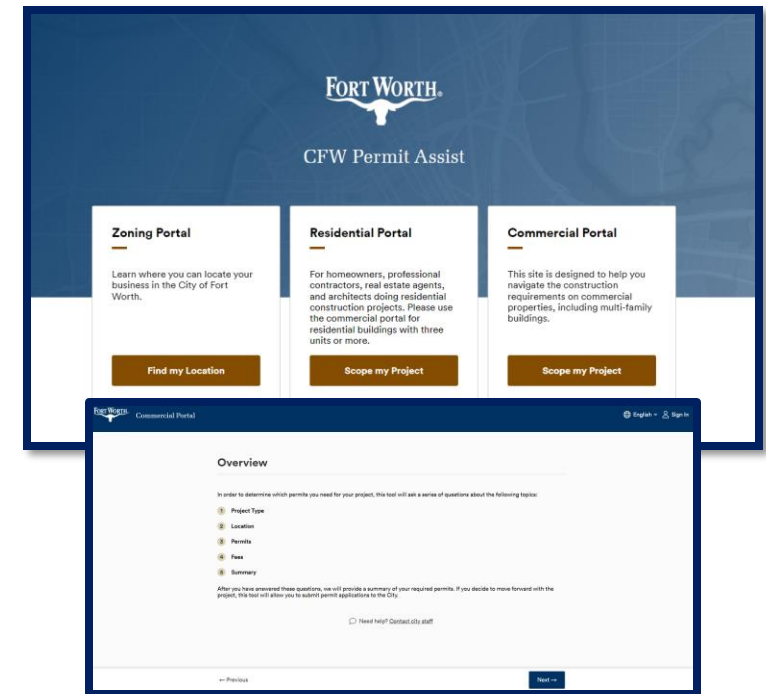 FORT WORTH®
CFW Permit Assist
Zoning Portal
Learn where you can locate your
business in the City of Fort
Worth.
Find my Location
Residential Portal
For homeowners, professional
contractors, real estate agents,
and architects doing residential
construction projects. Please use
the commercial portal for
residential buildings with three
units or more.
Scope my Project
Commercial Portal
This site is designed to help you
navigate the construction
requirements on commercial
properties, including multi-family
buildings.
Scope my Project
FORT WORTH® Commercial Portal English Sign In
Overview
In order to determine which permits you need for your project, this tool will ask a series of questions about the following topics:
1 Project Type
2 Location
3 Permits
4 Fees
5 Summary
After you have answered these questions, we will provide a summary of your required permits. If you decide to move forward with the
project, this tool will allow you to submit permit applications to the City.
Need help? Contact city staff
← Previous Next →